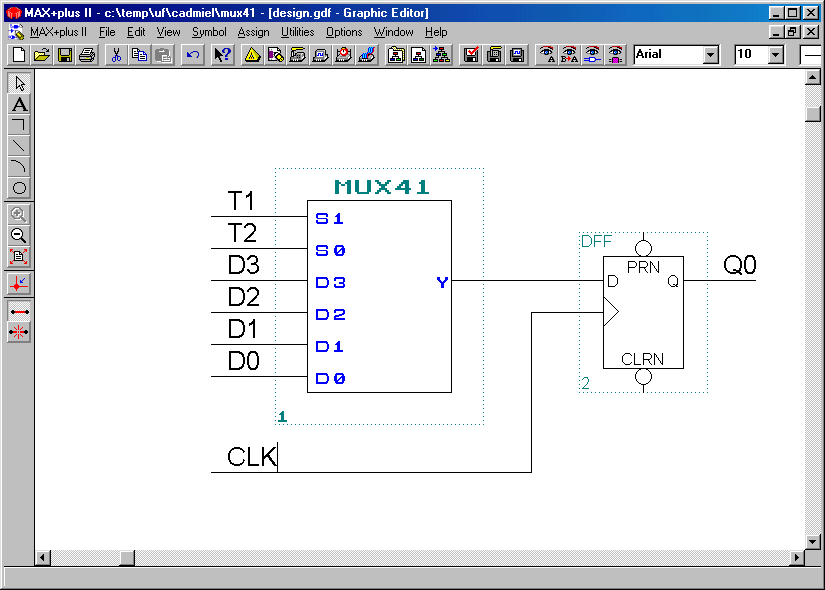 MAX+plus II - c:\temp\uf\cadmiel\mux41 - [design.gdf - Graphic Editor]
MAX+plus II File Edit View Symbol Assign Utilities Options Window Help
Arial 10
A
MUX41
T1 S1
T2 S0
D3 D3 Y
D2 D2
D1 D1
D0 D0
1
CLK
DFF
PRN
D Q Q0
CLRN
2